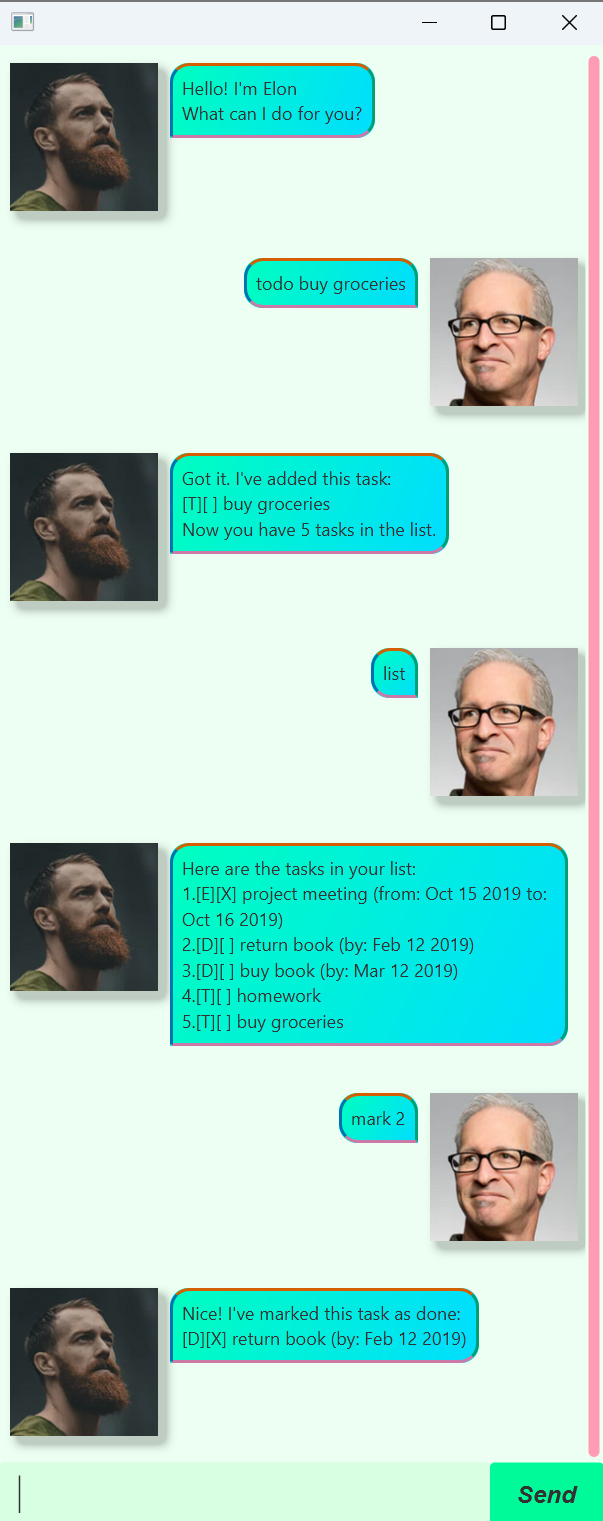 Hello! I'm Elon
What can I do for you?
todo buy groceries
Got it. I've added this task:
[T][ ] buy groceries
Now you have 5 tasks in the list.
list
Here are the tasks in your list:
1.[E][X] project meeting (from: Oct 15 2019 to:
Oct 16 2019)
2.[D][ ] return book (by: Feb 12 2019)
3.[D][ ] buy book (by: Mar 12 2019)
4.[T][ ] homework
5.[T][ ] buy groceries
mark 2
Nice! I've marked this task as done:
[D][X] return book (by: Feb 12 2019)
Send